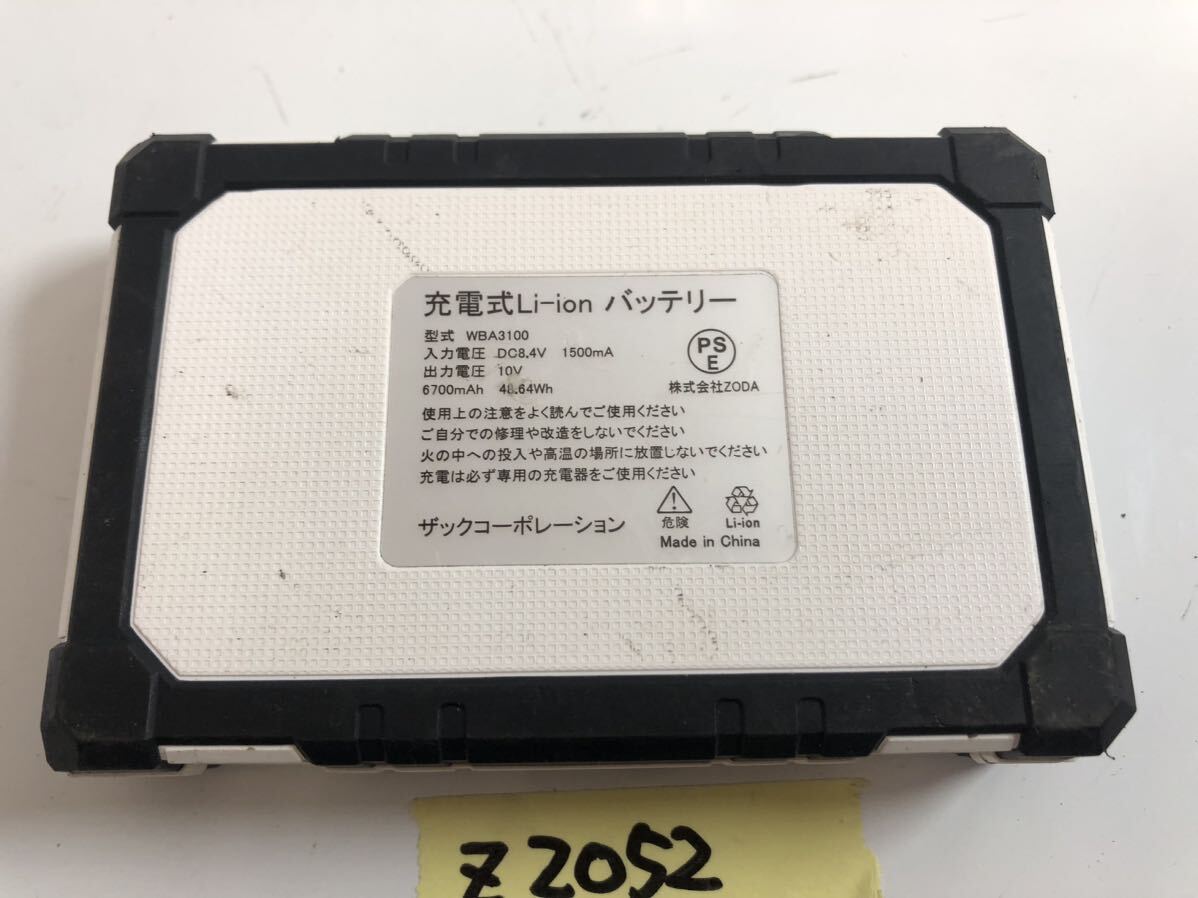 充電式Li-ion バッテリー
型式 WBA3100
入力電圧 DC8.4V 1500mA
出力電圧 10V
6700mAh 48.64Wh
PS
E
株式会社ZODA
使用上の注意をよく読んでご使用ください
ご自分での修理や改造をしないでください
火の中への投入や高温の場所に放置しないでください
充電は必ず専用の充電器をご使用ください
ザックコーポレーション
危険
Li-ion
Made in China
Z2052